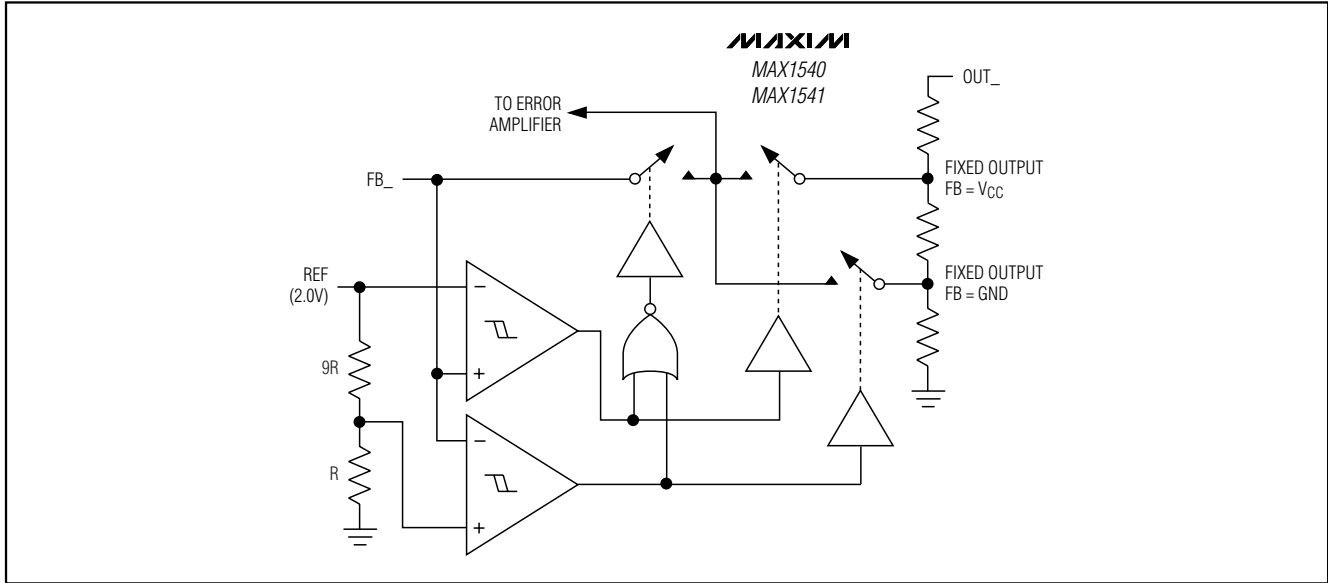 MAXIM
MAX1540
MAX1541
OUT_
TO ERROR
AMPLIFIER
FB_
FIXED OUTPUT
FB = VCC
REF
(2.0V)
FIXED OUTPUT
FB = GND
−
+
9R
R
−
+